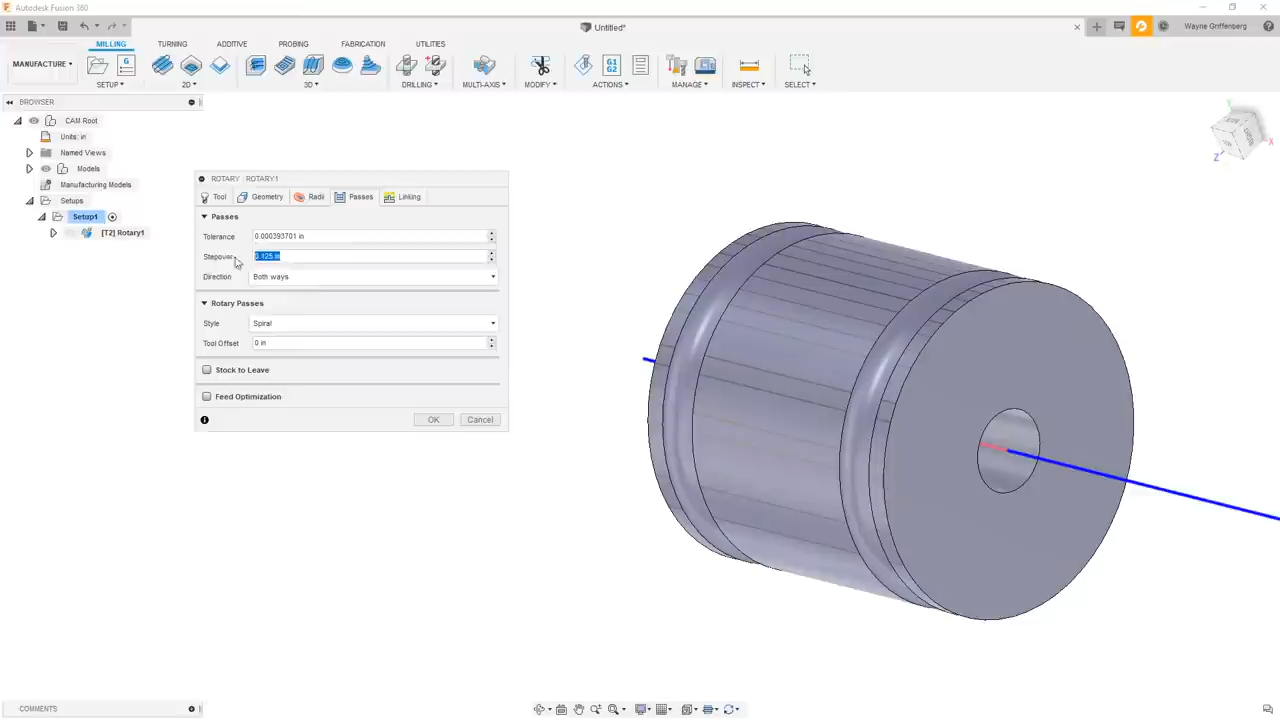 Autodesk Fusion 360
Untitled*
Wayne Griffenberg
MILLING TURNING ADDITIVE PROBING FABRICATION UTILITIES
MANUFACTURE
G1
G2
SETUP 2D 3D DRILLING MULTI-AXIS MODIFY ACTIONS MANAGE INSPECT SELECT
BROWSER
CAM Root
Units: in
Named Views
Models
Manufacturing Models
Setups
Setup1
[T2] Rotary1
ROTARY : ROTARY1
Tool Geometry Radii Passes Linking
Passes
Tolerance 0.000393701 in
Stepover 0.125 in
Direction Both ways
Rotary Passes
Style Spiral
Tool Offset 0 in
Stock to Leave
Feed Optimization
OK Cancel
X
Y
Z
COMMENTS